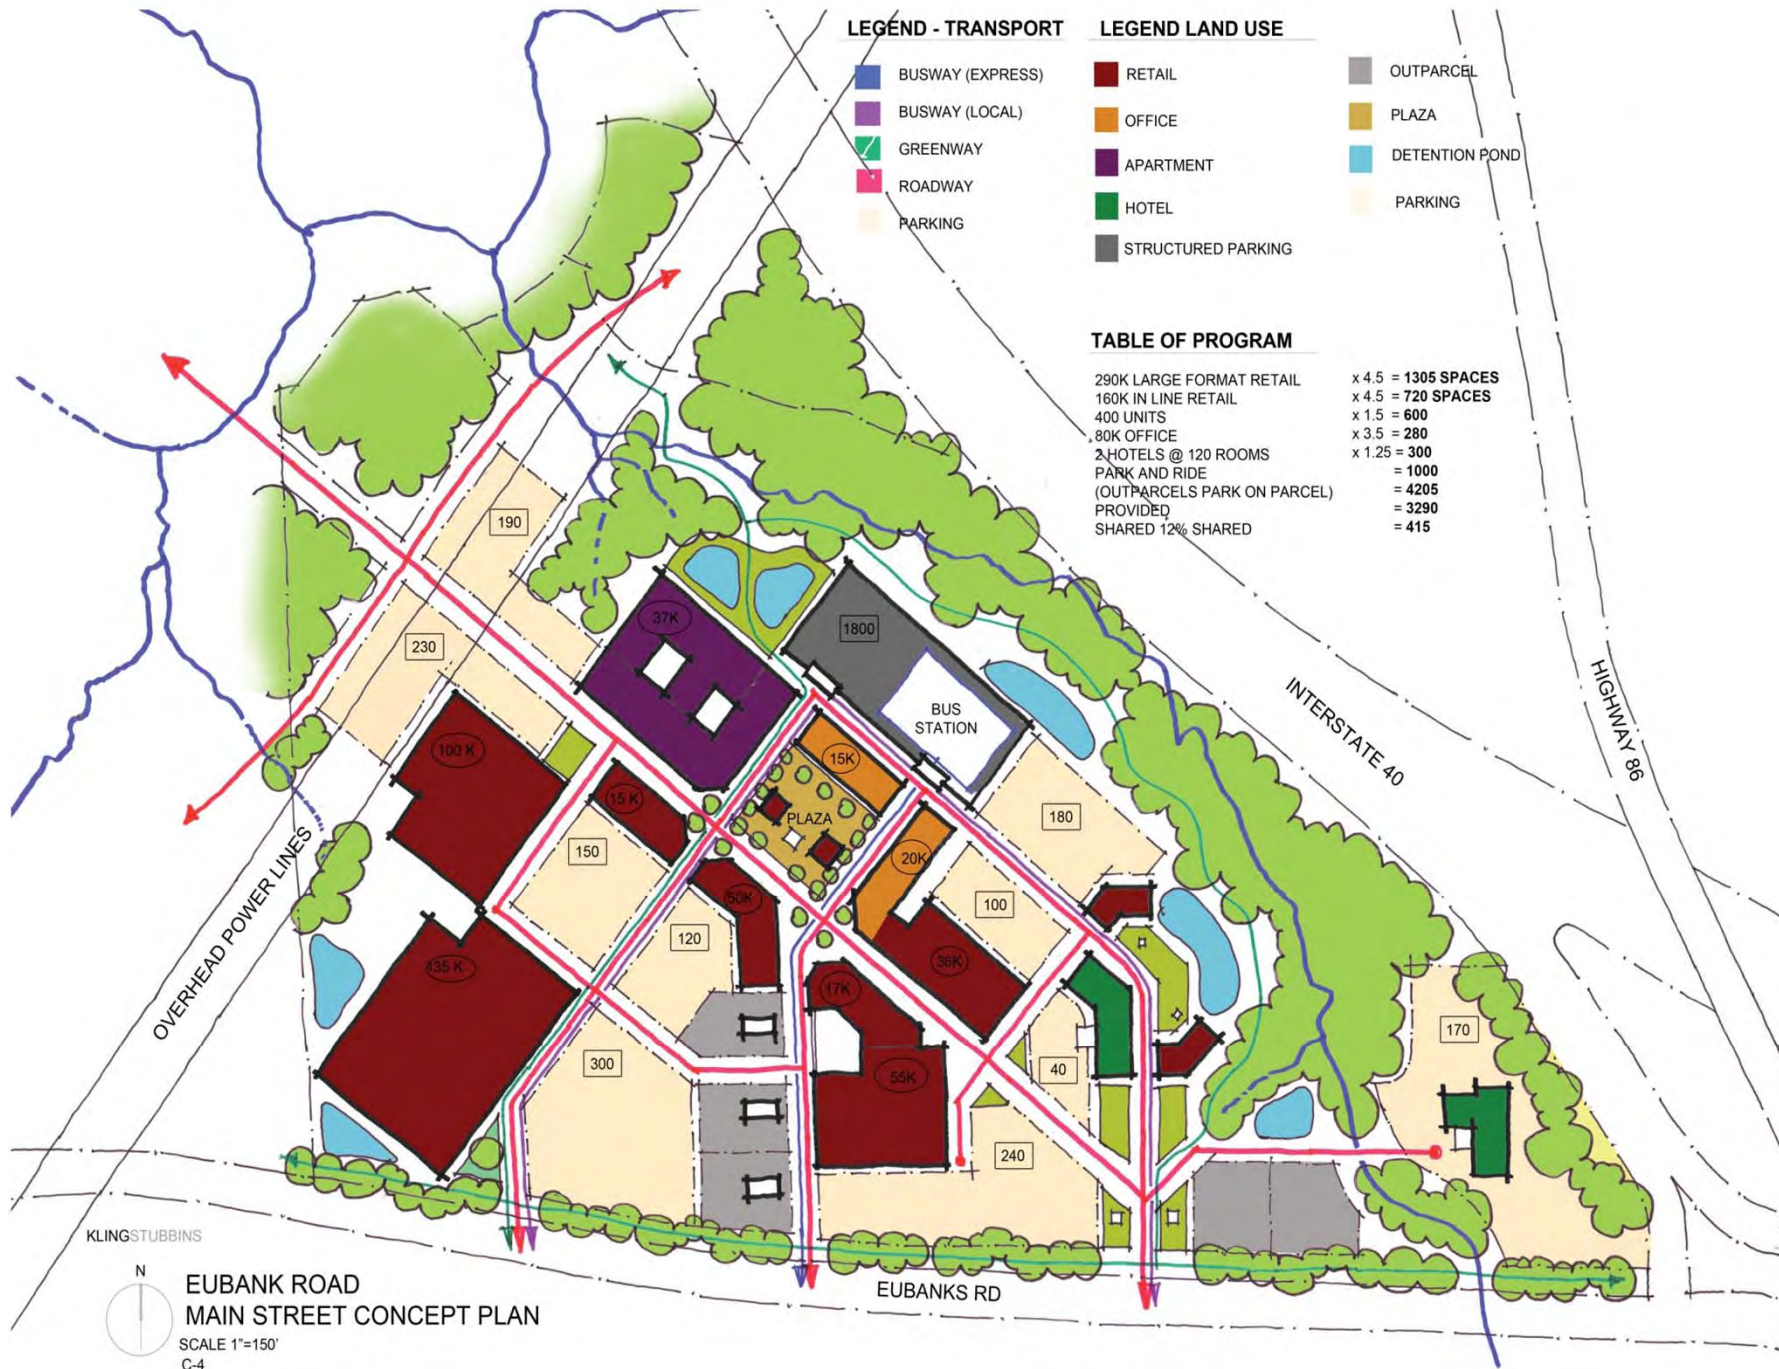 LEGEND - TRANSPORT
BUSWAY (EXPRESS)
BUSWAY (LOCAL)
GREENWAY
ROADWAY
PARKING
LEGEND LAND USE
RETAIL
OFFICE
APARTMENT
HOTEL
STRUCTURED PARKING
OUTPARCEL
PLAZA
DETENTION POND
PARKING
TABLE OF PROGRAM
290K LARGE FORMAT RETAIL x 4.5 = 1305 SPACES
160K IN LINE RETAIL x 4.5 = 720 SPACES
400 UNITS x 1.5 = 600
80K OFFICE x 3.5 = 280
2 HOTELS @ 120 ROOMS x 1.25 = 300
PARK AND RIDE = 1000
(OUTPARCELS PARK ON PARCEL) = 4205
PROVIDED = 3290
SHARED 12% SHARED = 415
190
230
37K
1800
BUS
STATION
INTERSTATE 40
HIGHWAY 86
100 K
15 K
15K
PLAZA
180
150
20K
50K
100
120
135 K
36K
17K
OVERHEAD POWER LINES
300
55K
40
170
240
EUBANKS RD
KLINGSTUBBINS
N
EUBANK ROAD
MAIN STREET CONCEPT PLAN
SCALE 1"=150'
C-4